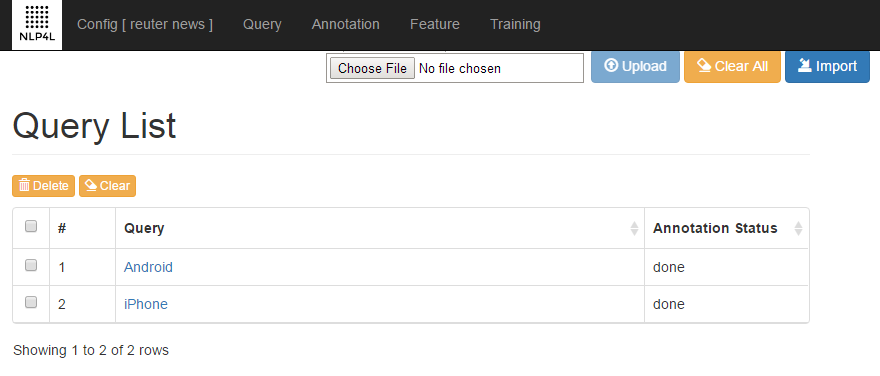 NLP4L Config [ reuter news ] Query Annotation Feature Training
Choose File No file chosen Upload Clear All Import
Query List
Delete Clear
# Query Annotation Status
1 Android done
2 iPhone done
Showing 1 to 2 of 2 rows